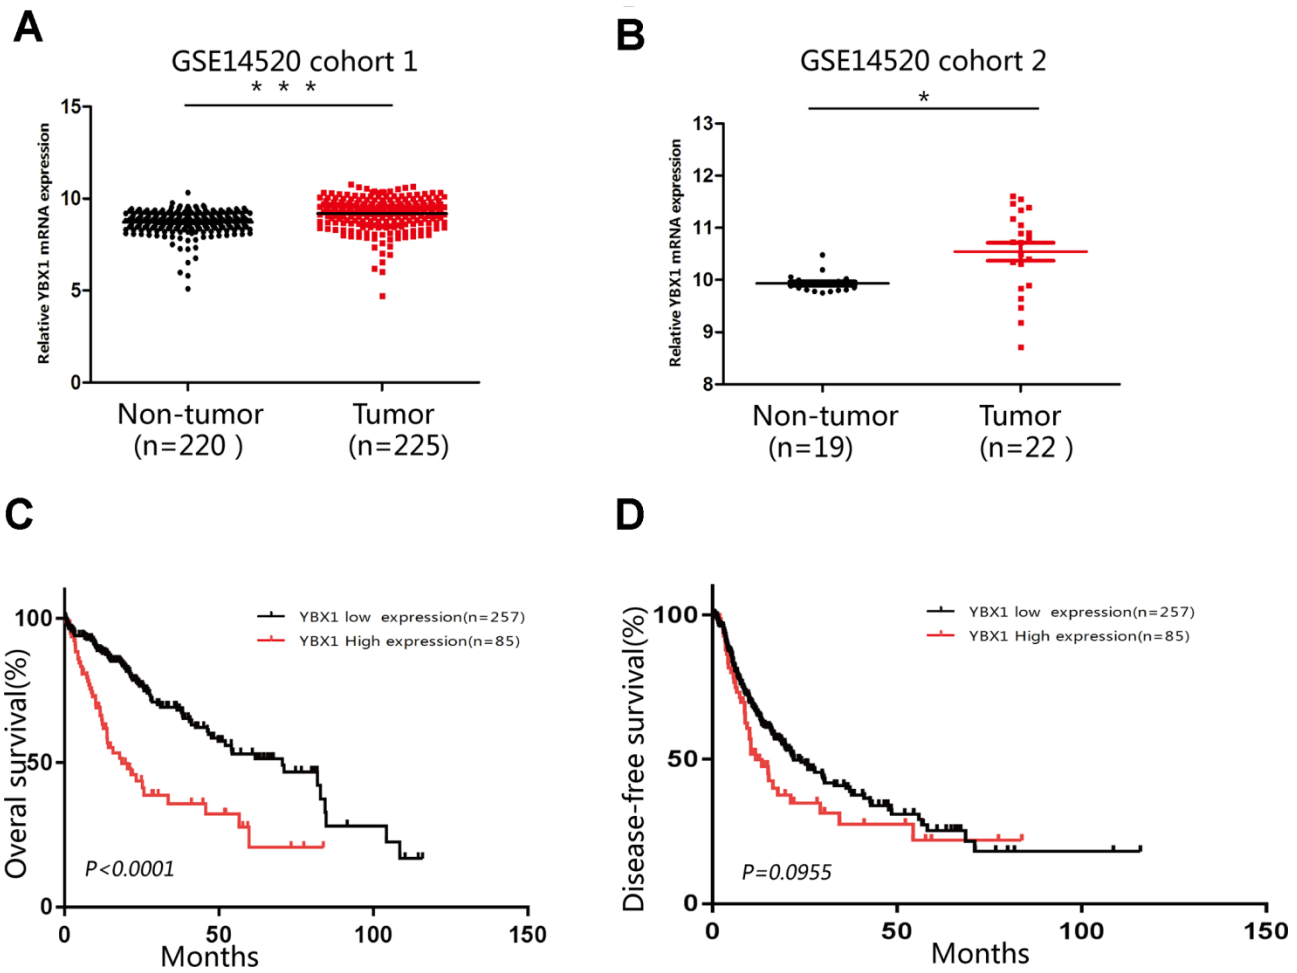 A
GSE14520 cohort 1
* * *
Relative YBX1 mRNA expression
15
10
5
0
Non-tumor
(n=220 )
Tumor
(n=225)
B
GSE14520 cohort 2
*
Relative YBX1 mRNA expression
13
12
11
10
9
8
Non-tumor
(n=19)
Tumor
(n=22 )
C
Overal survival(%)
100
50
0
YBX1 low expression(n=257)
YBX1 High expression(n=85)
P<0.0001
0
50
100
150
Months
D
Disease-free survival(%)
100
50
0
YBX1 low expression(n=257)
YBX1 High expression(n=85)
P=0.0955
0
50
100
150
Months